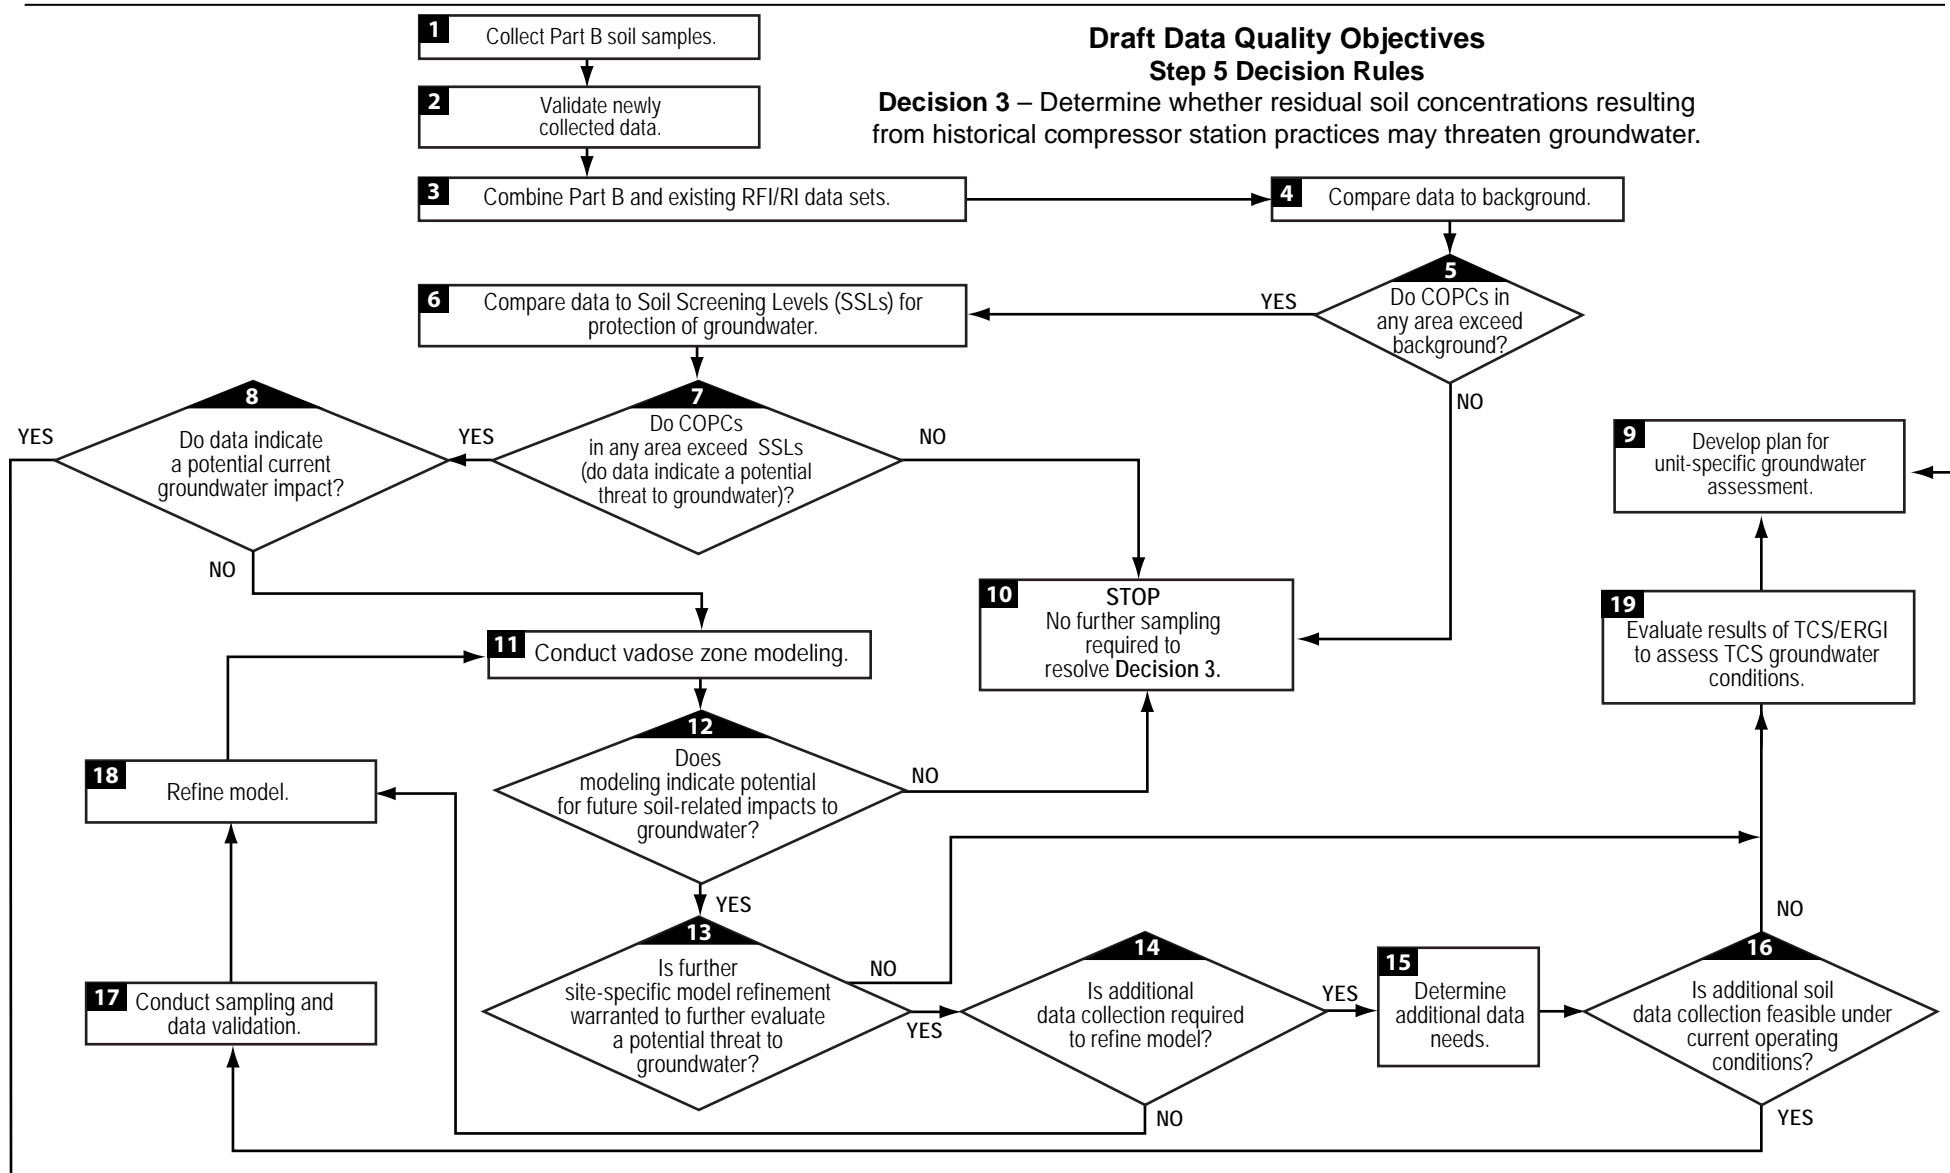 Draft Data Quality Objectives
Step 5 Decision Rules
Decision 3 – Determine whether residual soil concentrations resulting
from historical compressor station practices may threaten groundwater.
1
Collect Part B soil samples.
2
Validate newly
collected data.
3
Combine Part B and existing RFI/RI data sets.
4
Compare data to background.
5
Do COPCs in
any area exceed
background?
YES
NO
6
Compare data to Soil Screening Levels (SSLs) for
protection of groundwater.
7
Do COPCs
in any area exceed SSLs
(do data indicate a potential
threat to groundwater)?
YES
NO
8
Do data indicate
a potential current
groundwater impact?
YES
NO
9
Develop plan for
unit-specific groundwater
assessment.
10
STOP
No further sampling
required to
resolve Decision 3.
11
Conduct vadose zone modeling.
12
Does
modeling indicate potential
for future soil-related impacts to
groundwater?
NO
YES
13
Is further
site-specific model refinement
warranted to further evaluate
a potential threat to
groundwater?
NO
YES
14
Is additional
data collection required
to refine model?
YES
NO
15
Determine
additional data
needs.
16
Is additional soil
data collection feasible under
current operating
conditions?
NO
YES
17
Conduct sampling and
data validation.
18
Refine model.
19
Evaluate results of TCS/ERGI
to assess TCS groundwater
conditions.